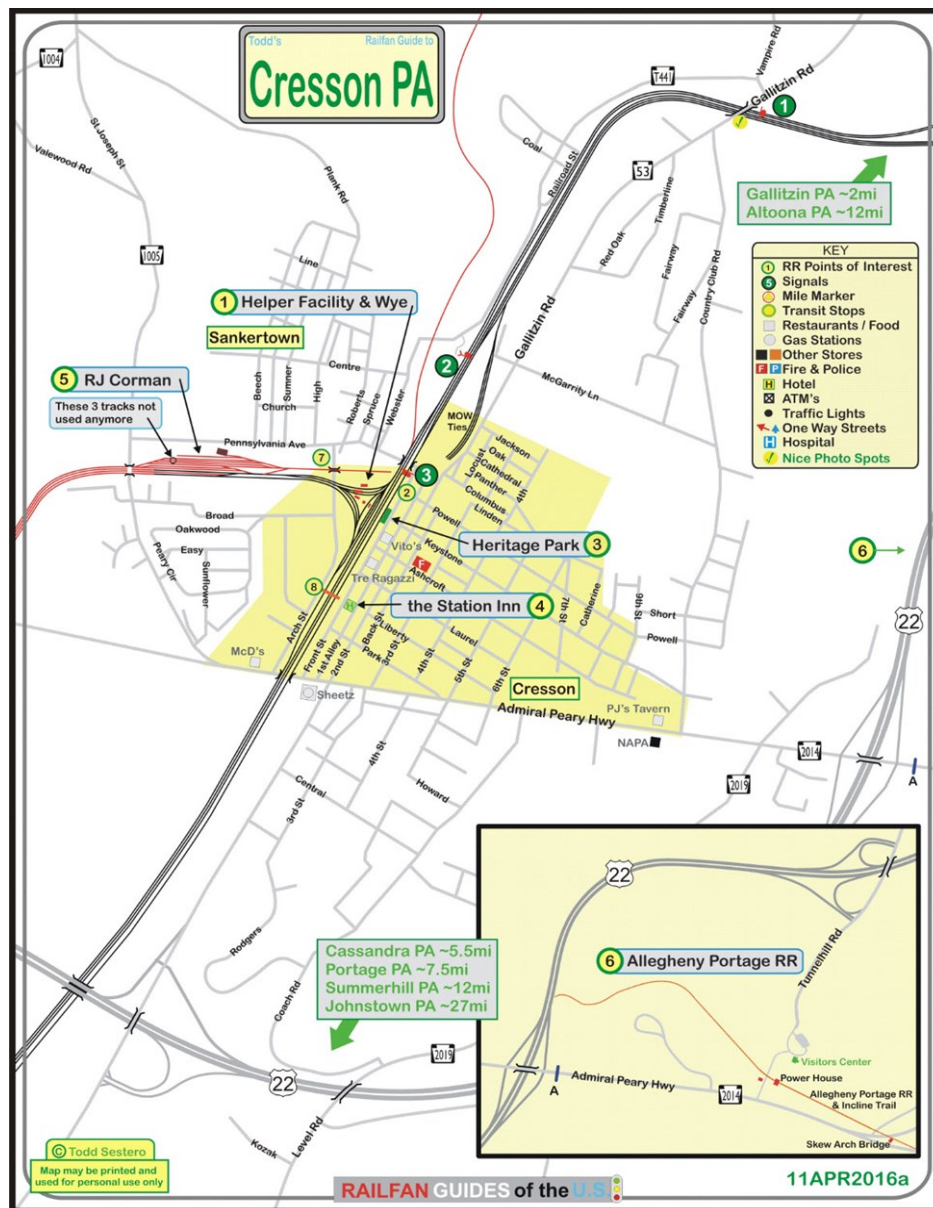 Todd's
Railfan Guide to
Cresson PA
1004
St Joseph St
Valewood Rd
1005
Plank Rd
Line
T441
Vampire Rd
Gallitzin Rd
1
Coal
Railroad St
53
Timberline
Red Oak
Fairway
Fairway
Country Club Rd
Gallitzin PA ~2mi
Altoona PA ~12mi
KEY
1 RR Points of Interest
5 Signals
Mile Marker
Transit Stops
Restaurants / Food
Gas Stations
Other Stores
F P Fire & Police
H Hotel
ATM's
Traffic Lights
One Way Streets
H Hospital
Nice Photo Spots
1 Helper Facility & Wye
Sankertown
Gallitzin Rd
2
McGarrity Ln
5 RJ Corman
These 3 tracks not
used anymore
Centre
Beech
Sumner
Church
High
Roberts
Spruce
Webster
Pennsylvania Ave
7
MOW
Ties
3
2
Jackson
Oak
Cathedral
Locust
Panther
4th
Columbus
Linden
Powell
Keystone
Broad
Oakwood
Easy
Peary Cir
Sunflower
Heritage Park 3
Vito's
F
Tre Ragazzi
Ashcroft
8
H
the Station Inn 4
6
22
7th St
Catherine
9th St
Short
Powell
Arch St
Front St
1st Alley
2nd St
Back St
Park
3rd St
Liberty
4th St
Laurel
5th St
6th St
McD's
Sheetz
Cresson
Admiral Peary Hwy
PJ's Tavern
NAPA
2014
2019
A
4th St
Central
3rd St
Howard
Rodgers
Coach Rd
Cassandra PA ~5.5mi
Portage PA ~7.5mi
Summerhill PA ~12mi
Johnstown PA ~27mi
22
2019
Level Rd
Kozak
22
6 Allegheny Portage RR
Tunnelhill Rd
Visitors Center
Power House
Admiral Peary Hwy
A
2014
Allegheny Portage RR
& Incline Trail
Skew Arch Bridge
© Todd Sestero
Map may be printed and
used for personal use only
RAILFAN GUIDES of the U.S.
11APR2016a